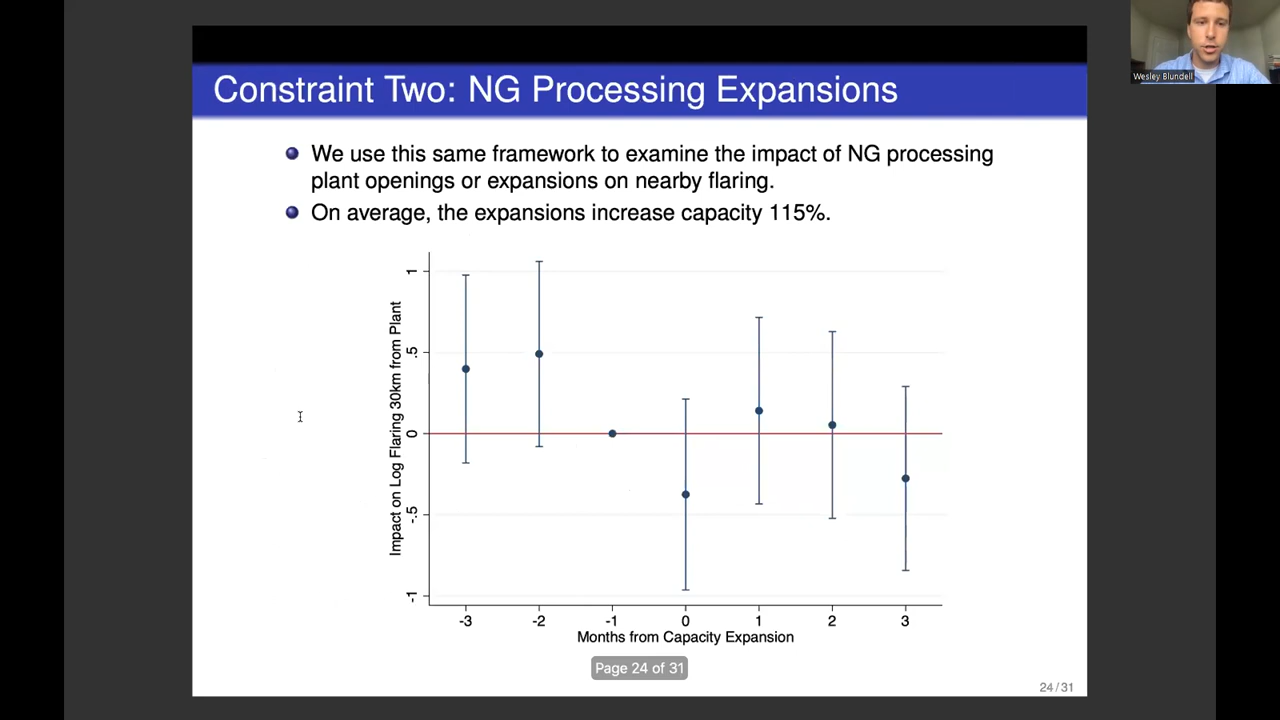 Wesley Blundell
Constraint Two: NG Processing Expansions
We use this same framework to examine the impact of NG processing
plant openings or expansions on nearby flaring.
On average, the expansions increase capacity 115%.
Impact on Log Flaring 30km from Plant
1
.5
0
-.5
-1
-3 -2 -1 0 1 2 3
Months from Capacity Expansion
Page 24 of 31
24/31